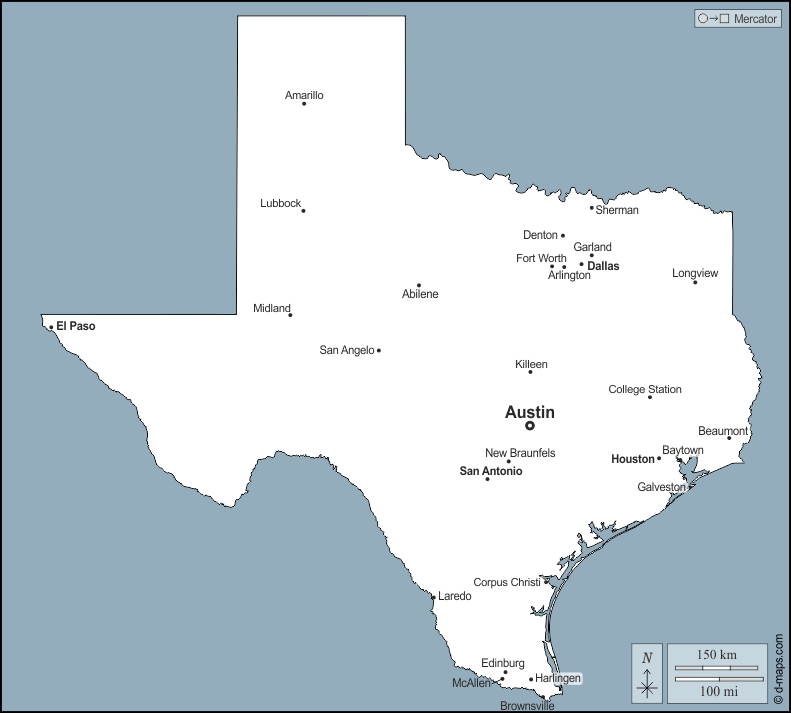 Mercator
Amarillo
Lubbock
Sherman
Denton
Garland
Fort Worth
Dallas
Arlington
Longview
Abilene
Midland
El Paso
San Angelo
Killeen
College Station
Austin
Beaumont
New Braunfels
Baytown
Houston
San Antonio
Galveston
Corpus Christi
Laredo
Edinburg
McAllen
Harlingen
Brownsville
N
150 km
100 mi
© d-maps.com